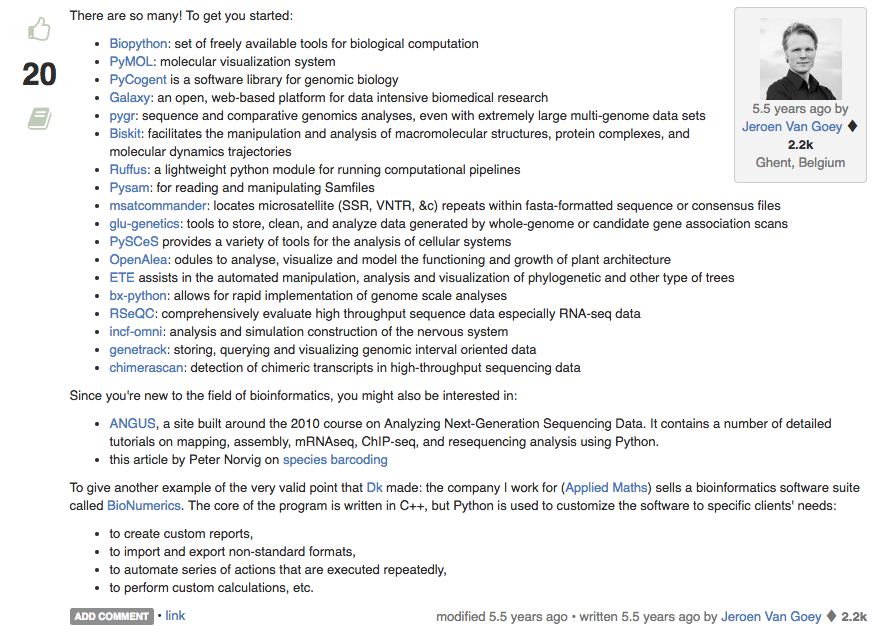 There are so many! To get you started:
20
• Biopython: set of freely available tools for biological computation
• PyMOL: molecular visualization system
• PyCogent is a software library for genomic biology
• Galaxy: an open, web-based platform for data intensive biomedical research
• pygr: sequence and comparative genomics analyses, even with extremely large multi-genome data sets
• Biskit: facilitates the manipulation and analysis of macromolecular structures, protein complexes, and
molecular dynamics trajectories
• Ruffus: a lightweight python module for running computational pipelines
• Pysam: for reading and manipulating Samfiles
• msatcommander: locates microsatellite (SSR, VNTR, &c) repeats within fasta-formatted sequence or consensus files
• glu-genetics: tools to store, clean, and analyze data generated by whole-genome or candidate gene association scans
• PySCeS provides a variety of tools for the analysis of cellular systems
• OpenAlea: odules to analyse, visualize and model the functioning and growth of plant architecture
• ETE assists in the automated manipulation, analysis and visualization of phylogenetic and other type of trees
• bx-python: allows for rapid implementation of genome scale analyses
• RSeQC: comprehensively evaluate high throughput sequence data especially RNA-seq data
• incf-omni: analysis and simulation construction of the nervous system
• genetrack: storing, querying and visualizing genomic interval oriented data
• chimerascan: detection of chimeric transcripts in high-throughput sequencing data
5.5 years ago by
Jeroen Van Goey ♦
2.2k
Ghent, Belgium
Since you're new to the field of bioinformatics, you might also be interested in:
• ANGUS, a site built around the 2010 course on Analyzing Next-Generation Sequencing Data. It contains a number of detailed
tutorials on mapping, assembly, mRNAseq, ChIP-seq, and resequencing analysis using Python.
• this article by Peter Norvig on species barcoding
To give another example of the very valid point that Dk made: the company I work for (Applied Maths) sells a bioinformatics software suite
called BioNumerics. The core of the program is written in C++, but Python is used to customize the software to specific clients' needs:
• to create custom reports,
• to import and export non-standard formats,
• to automate series of actions that are executed repeatedly,
• to perform custom calculations, etc.
ADD COMMENT • link
modified 5.5 years ago • written 5.5 years ago by Jeroen Van Goey ♦ 2.2k